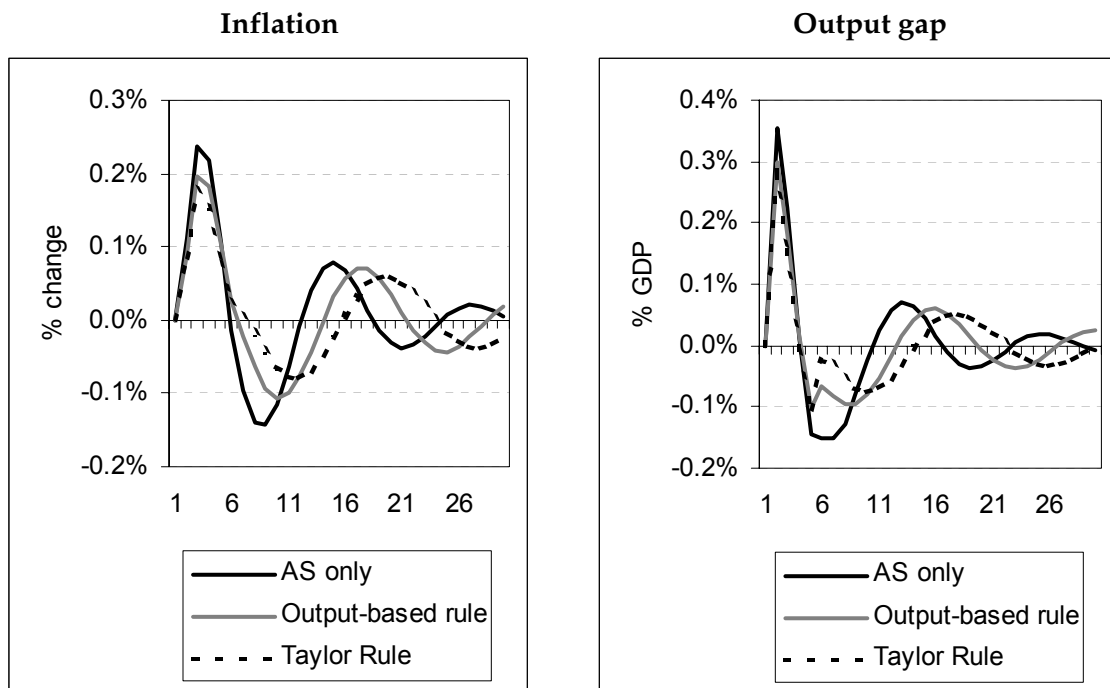 Inflation
% change
0.3%
0.2%
0.1%
0.0%
-0.1%
-0.2%
1 6 11 16 21 26
AS only
Output-based rule
Taylor Rule
Output gap
% GDP
0.4%
0.3%
0.2%
0.1%
0.0%
-0.1%
-0.2%
1 6 11 16 21 26
AS only
Output-based rule
Taylor Rule